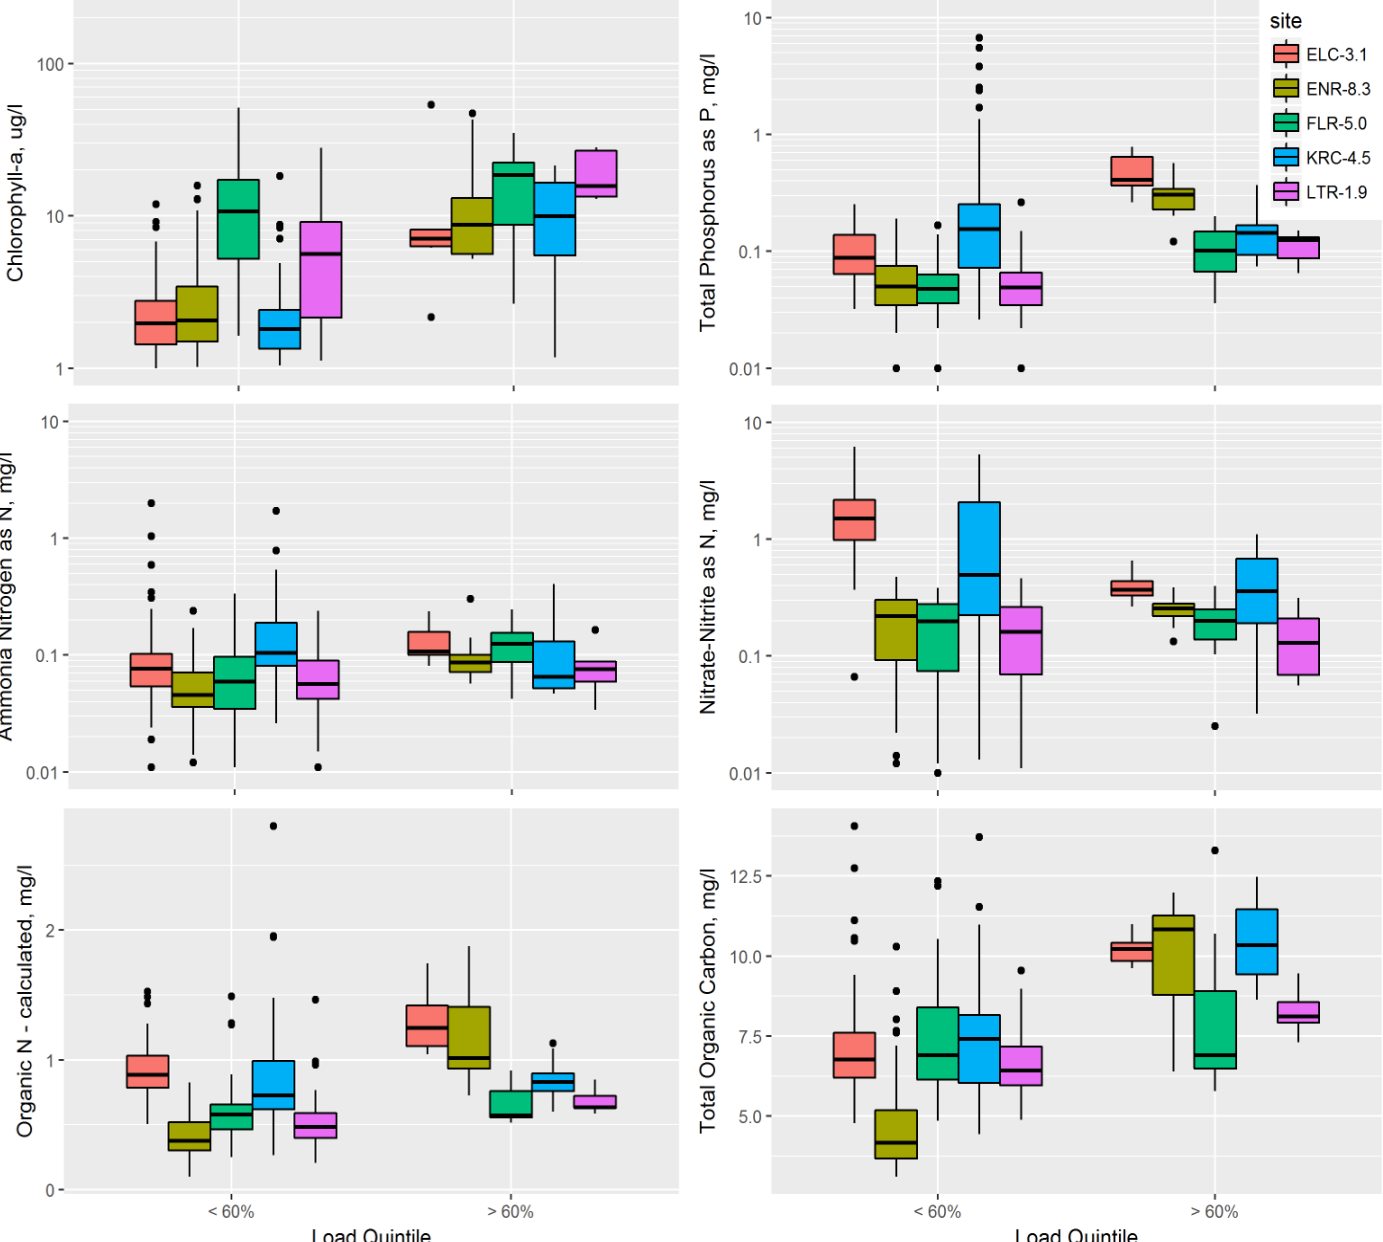 Chlorophyll-a, ug/l
100
10
1
Total Phosphorus as P, mg/l
10
1
0.1
0.01
site
ELC-3.1
ENR-8.3
FLR-5.0
KRC-4.5
LTR-1.9
Ammonia Nitrogen as N, mg/l
10
1
0.1
0.01
Nitrate-Nitrite as N, mg/l
10
1
0.1
0.01
Organic N - calculated, mg/l
2
1
0
< 60%
> 60%
Load Quintile
Total Organic Carbon, mg/l
12.5
10.0
7.5
5.0
< 60%
> 60%
Load Quintile